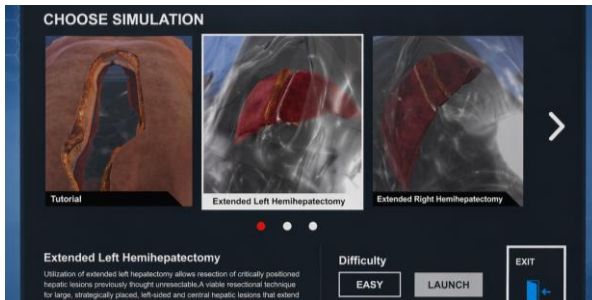 CHOOSE SIMULATION
Tutorial
Extended Left Hemihepatectomy
Extended Right Hemihepatectomy
Extended Left Hemihepatectomy
Utilization of extended left hepatectomy allows resection of critically positioned
hepatic lesions previously thought unresectable.A viable resectional technique
for large, strategically placed, left-sided and central hepatic lesions that extend
Difficulty
EASY
LAUNCH
EXIT